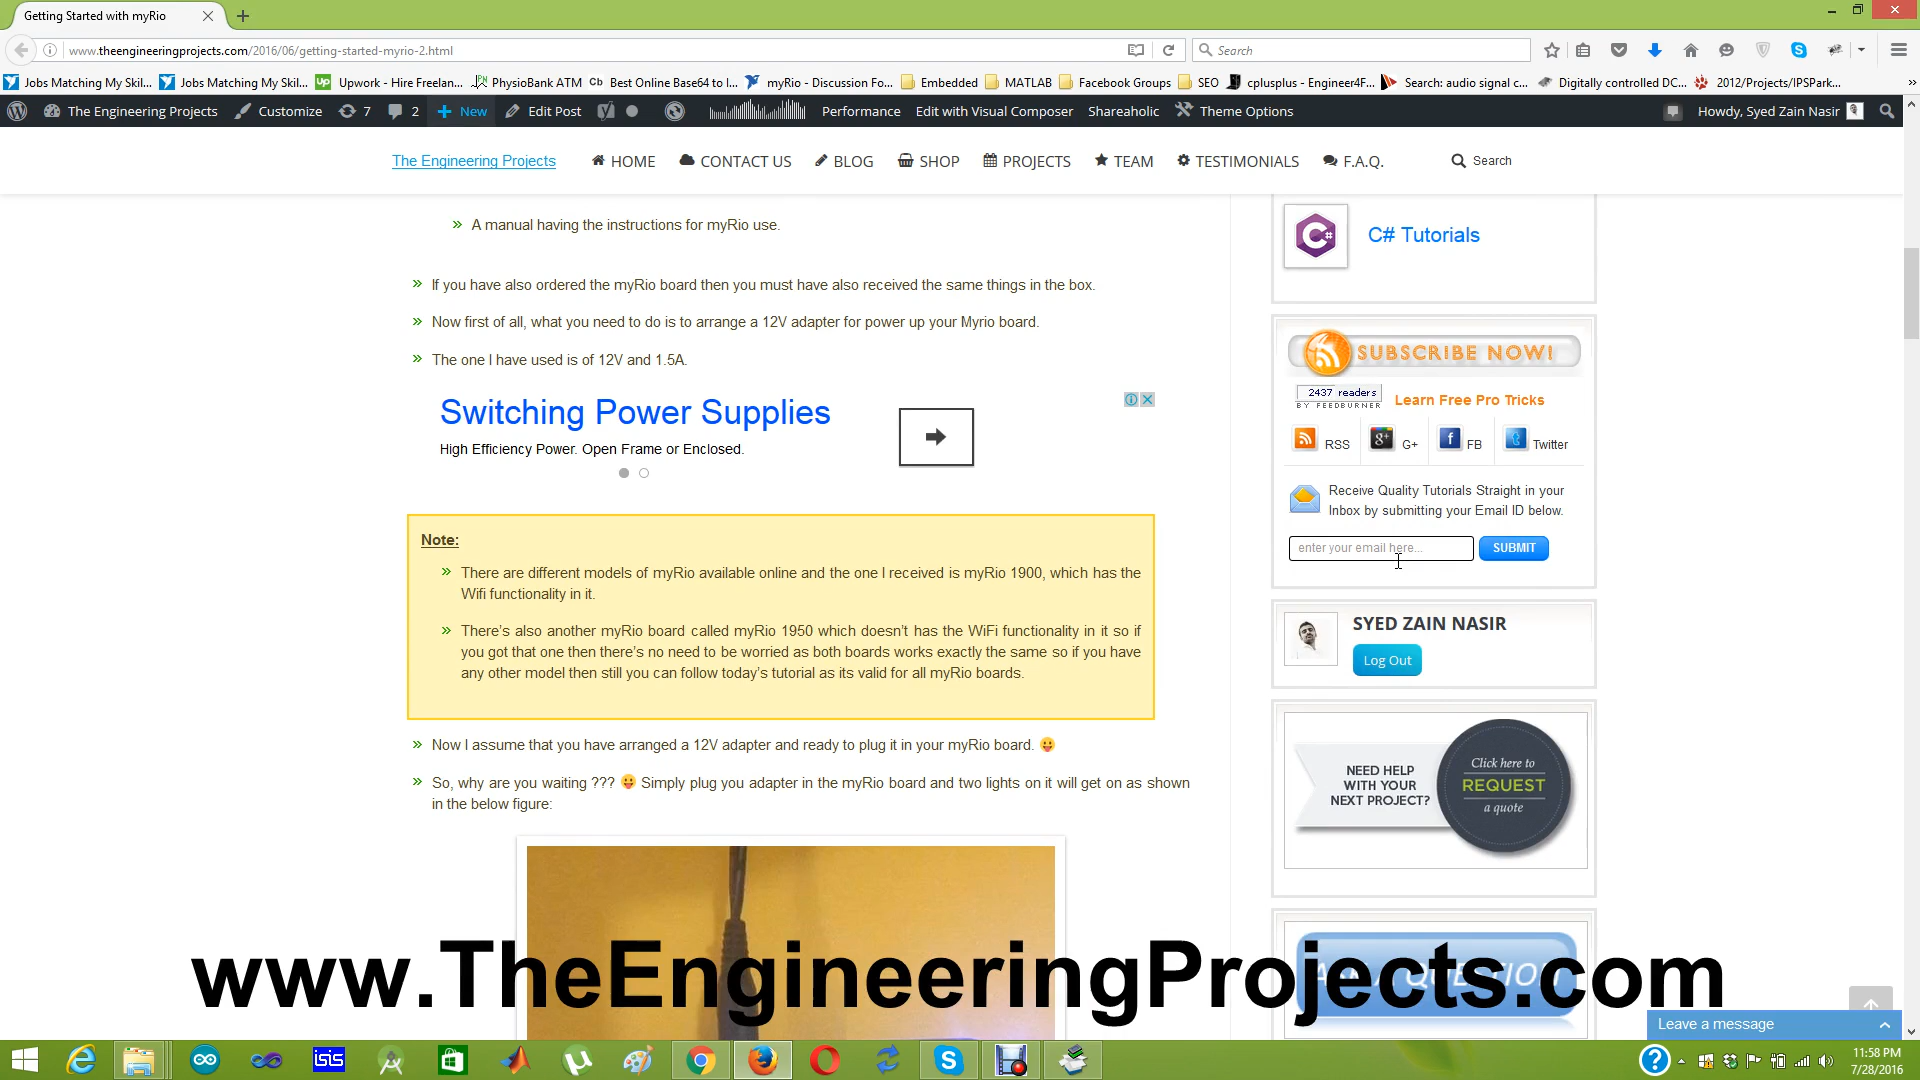 Getting Started with myRio
www.theengineeringprojects.com/2016/06/getting-started-myrio-2.html
Search
Jobs Matching My Skil...
Jobs Matching My Skil...
Up
Upwork - Hire Freelan...
PhysioBank ATM
Cb
Best Online Base64 to I...
myRio - Discussion Fo...
Embedded
MATLAB
Facebook Groups
SEO
cplusplus - Engineer4F...
Search: audio signal c...
Digitally controlled DC...
2012/Projects/IPSPark...
The Engineering Projects
Customize
7
2
New
Edit Post
Performance
Edit with Visual Composer
Shareaholic
Theme Options
Howdy, Syed Zain Nasir
The Engineering Projects
HOME
CONTACT US
BLOG
SHOP
PROJECTS
TEAM
TESTIMONIALS
F.A.Q.
Search
A manual having the instructions for myRio use.
If you have also ordered the myRio board then you must have also received the same things in the box.
Now first of all, what you need to do is to arrange a 12V adapter for power up your Myrio board.
The one I have used is of 12V and 1.5A.
Switching Power Supplies
High Efficiency Power. Open Frame or Enclosed.
Note:
There are different models of myRio available online and the one I received is myRio 1900, which has the
Wifi functionality in it.
There's also another myRio board called myRio 1950 which doesn't has the WiFi functionality in it so if
you got that one then there's no need to be worried as both boards works exactly the same so if you have
any other model then still you can follow today's tutorial as its valid for all myRio boards.
Now I assume that you have arranged a 12V adapter and ready to plug it in your myRio board. 😛
So, why are you waiting ??? 😛 Simply plug you adapter in the myRio board and two lights on it will get on as shown
in the below figure:
C#
C# Tutorials
SUBSCRIBE NOW!
2437 readers
BY FEEDBURNER
Learn Free Pro Tricks
RSS
G+
FB
Twitter
Receive Quality Tutorials Straight in your
Inbox by submitting your Email ID below.
enter your email here...
SUBMIT
SYED ZAIN NASIR
Log Out
NEED HELP
WITH YOUR
NEXT PROJECT?
Click here to
REQUEST
a quote
ASK A QUESTION
www.TheEngineeringProjects.com
Leave a message
ISIS
11:58 PM
7/28/2016